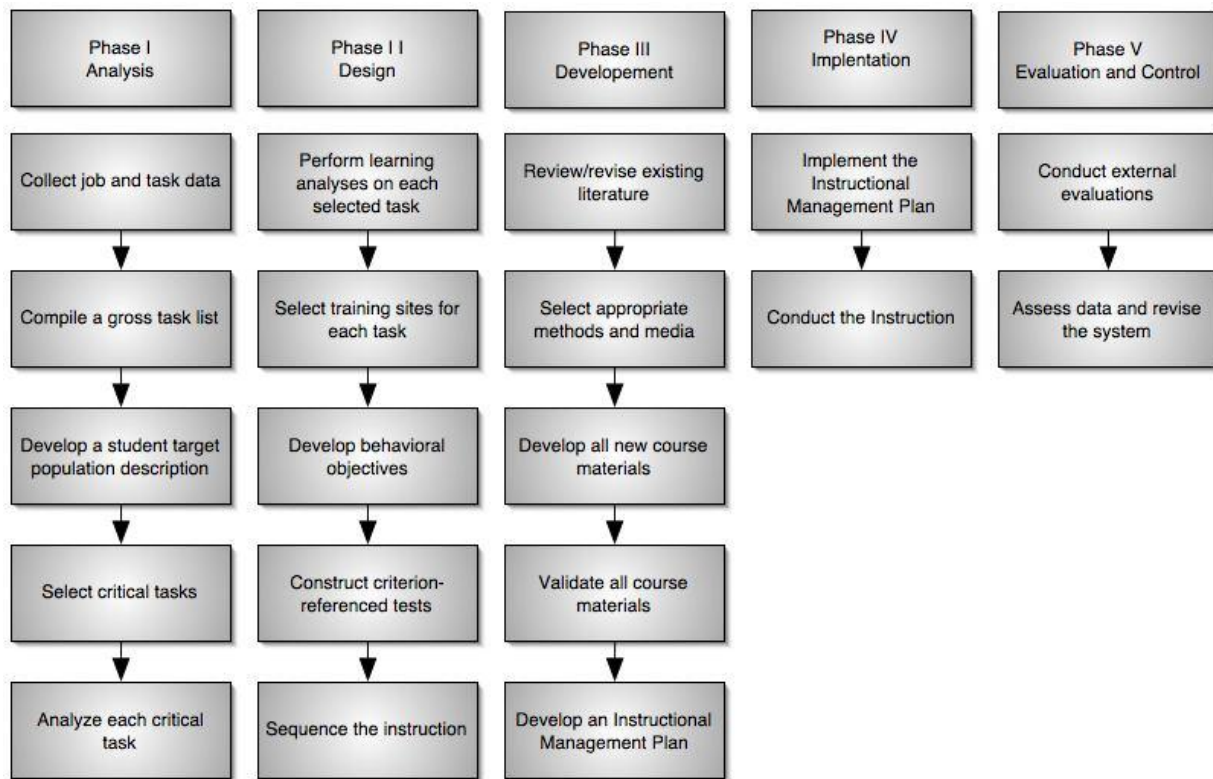 Phase I
Analysis
Phase I I
Design
Phase III
Developement
Phase IV
Implentation
Phase V
Evaluation and Control
Collect job and task data
Perform learning
analyses on each
selected task
Review/revise existing
literature
Implement the
Instructional
Management Plan
Conduct external
evaluations
Compile a gross task list
Select training sites for
each task
Select appropriate
methods and media
Conduct the Instruction
Assess data and revise
the system
Develop a student target
population description
Develop behavioral
objectives
Develop all new course
materials
Select critical tasks
Construct criterion-
referenced tests
Validate all course
materials
Analyze each critical
task
Sequence the instruction
Develop an Instructional
Management Plan